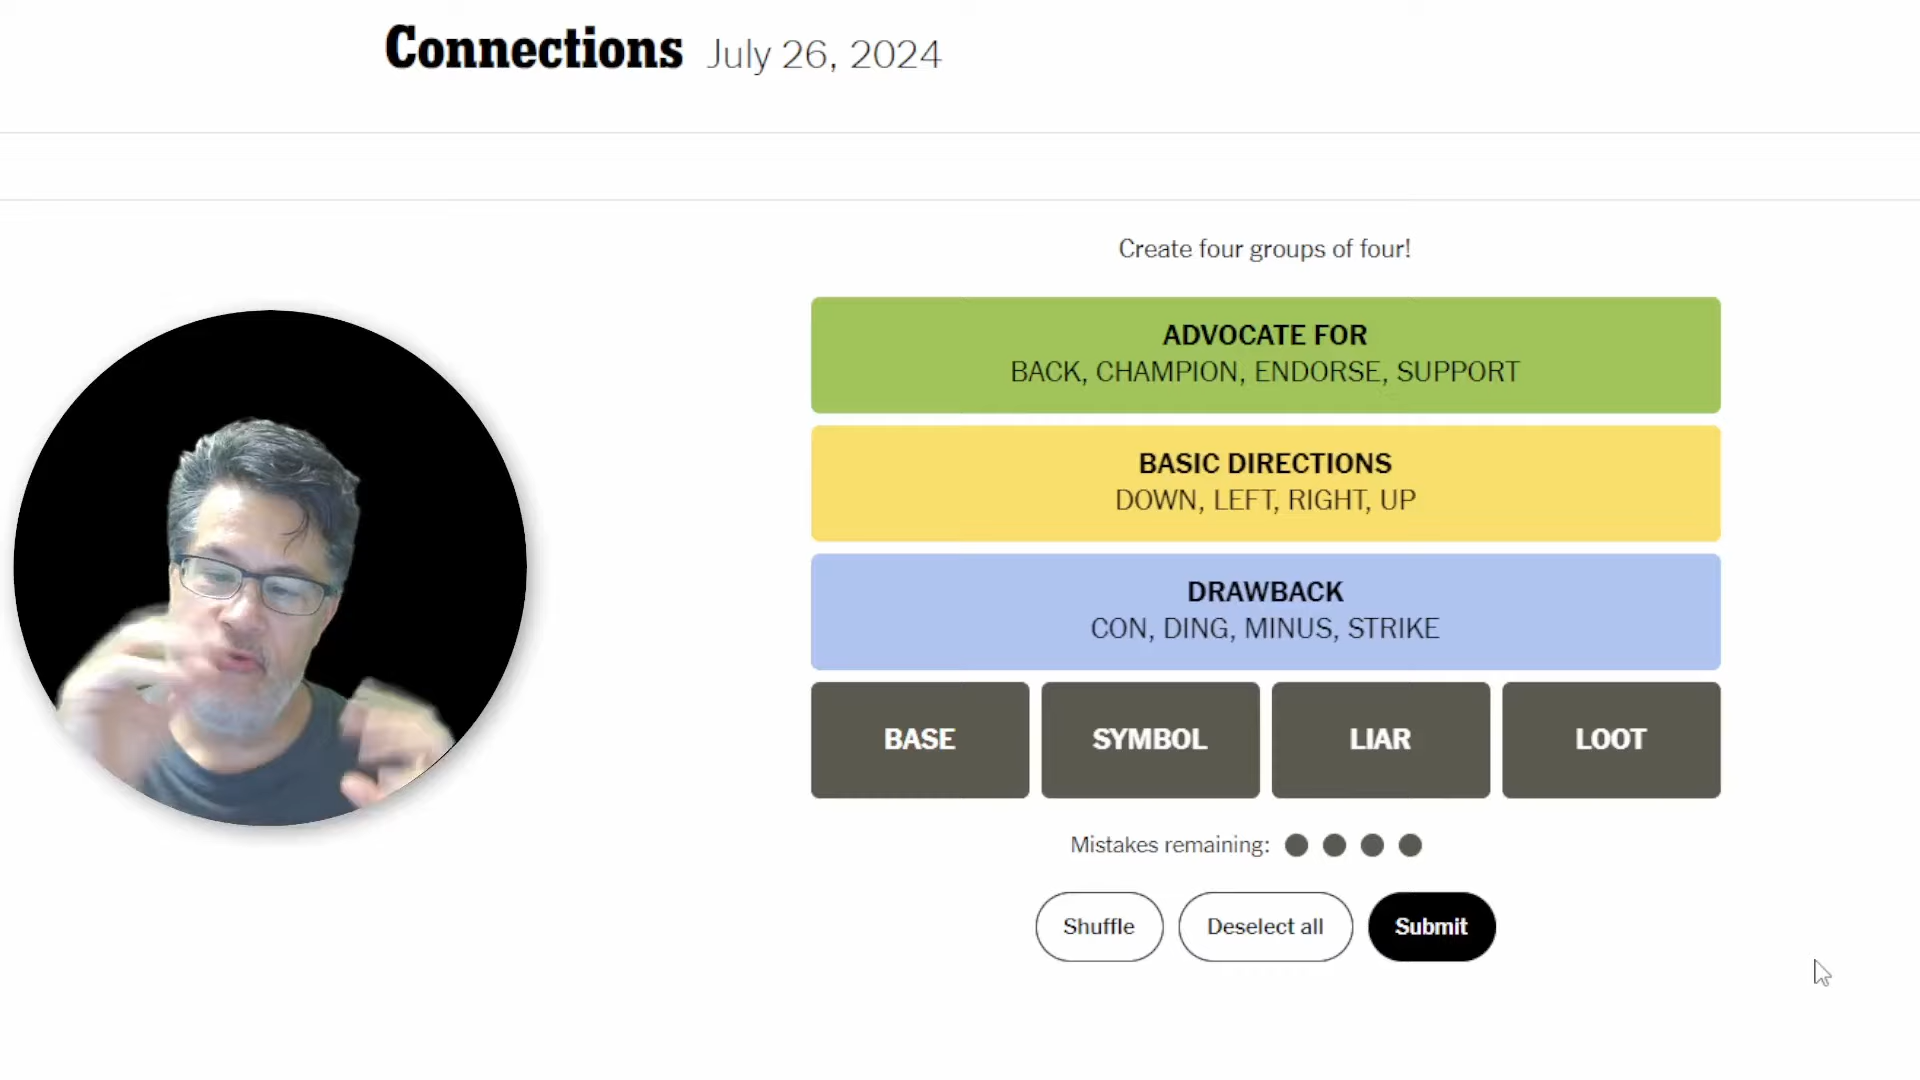 Connections July 26, 2024
Create four groups of four!
ADVOCATE FOR
BACK, CHAMPION, ENDORSE, SUPPORT
BASIC DIRECTIONS
DOWN, LEFT, RIGHT, UP
DRAWBACK
CON, DING, MINUS, STRIKE
BASE SYMBOL LIAR LOOT
Mistakes remaining:
Shuffle Deselect all Submit